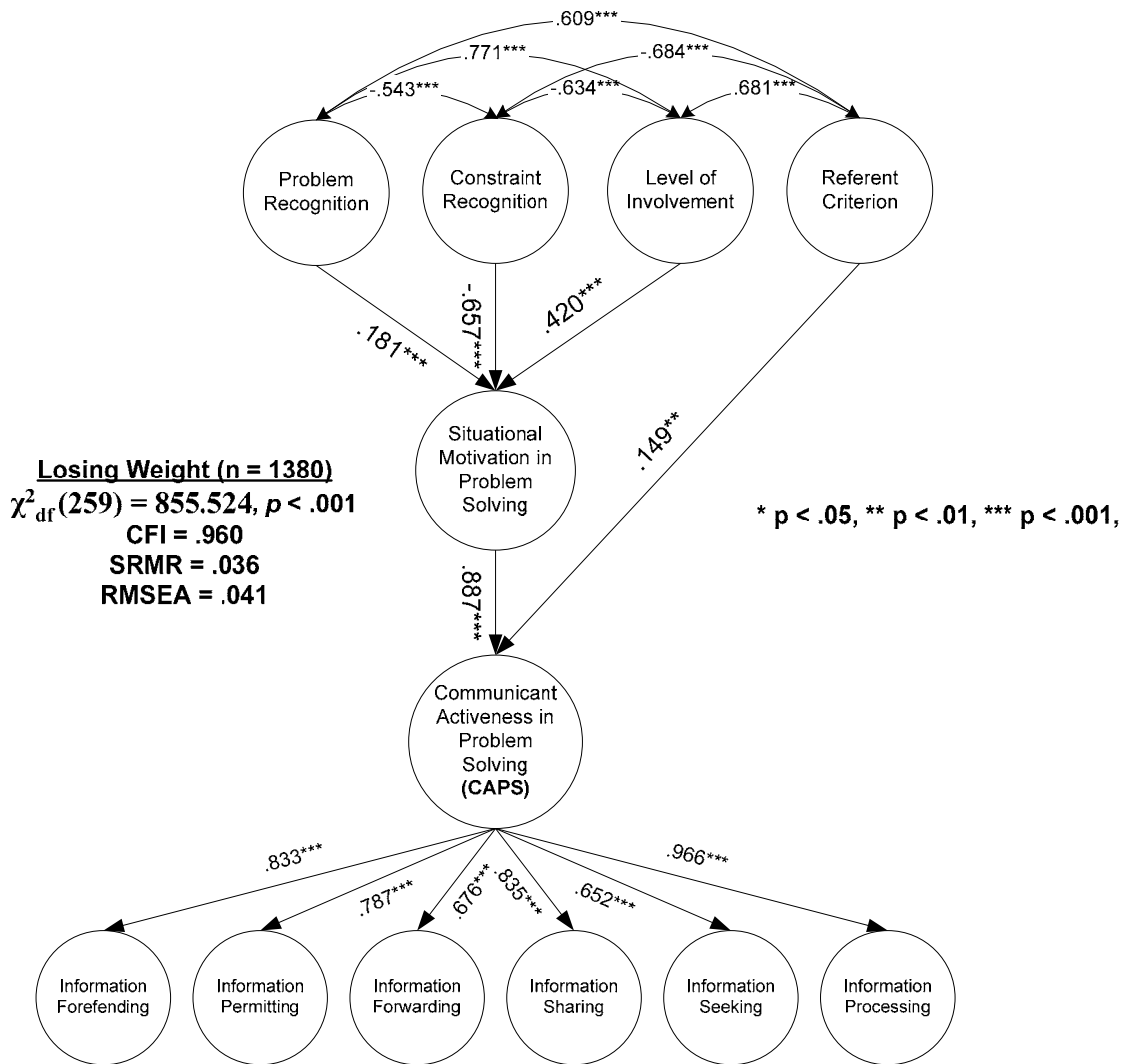 .609***
.771***
-.684***
-.543***
-.634***
.681***
Problem
Recognition
Constraint
Recognition
Level of
Involvement
Referent
Criterion
.181***
-.657***
.420***
.149**
Situational
Motivation in
Problem
Solving
Losing Weight (n = 1380)
χ²df(259) = 855.524, p < .001
CFI = .960
SRMR = .036
RMSEA = .041
* p < .05, ** p < .01, *** p < .001,
.887***
Communicant
Activeness in
Problem
Solving
(CAPS)
.833***
.787***
.676***
.835***
.652***
.966***
Information
Forefending
Information
Permitting
Information
Forwarding
Information
Sharing
Information
Seeking
Information
Processing